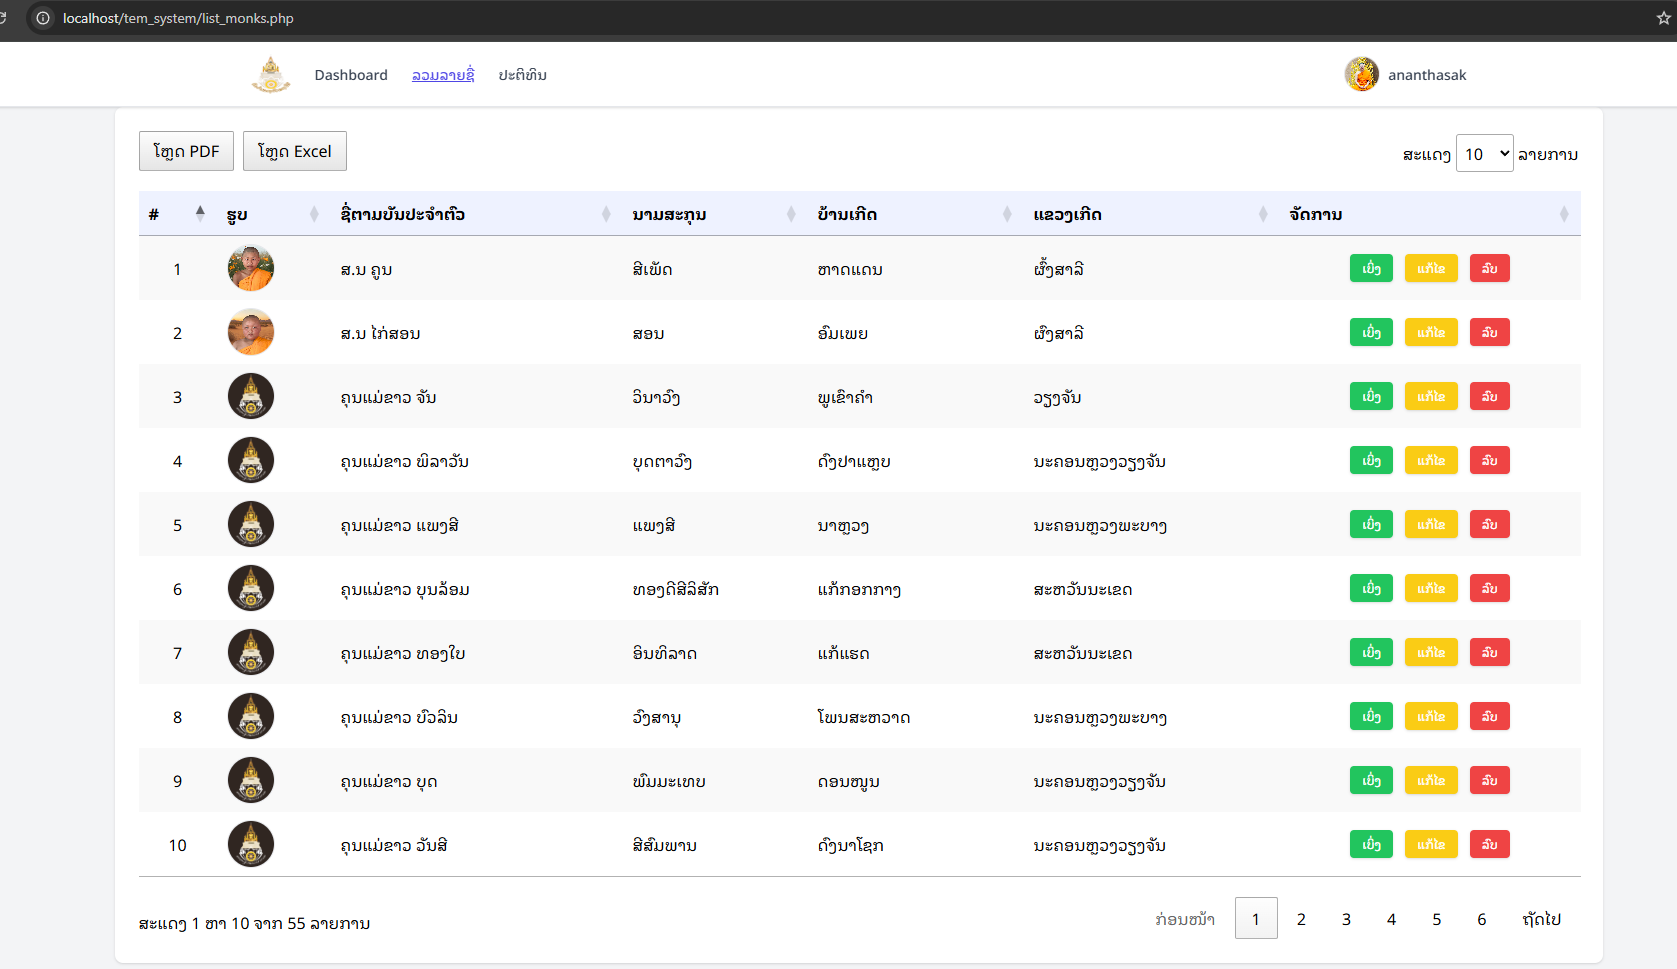 localhost/tem_system/list_monks.php
Dashboard ລວມລາຍຊື່ ປະຕິທິນ ananthasak
ໂຫຼດ PDF ໂຫຼດ Excel ສະແດງ 10 ລາຍການ
# ຮູບ ຊື່ຕາມບັນປະຈຳຕົວ ນາມສະກຸນ ບ້ານເກີດ ແຂວງເກີດ ຈັດການ
1 ສ.ນ ຄູນ ສີເພັດ ຫາດແດນ ຜົ້ງສາລີ ເບິ່ງ ແກ້ໄຂ ລຶບ
2 ສ.ນ ໄກ່ສອນ ສອນ ອົມເພຍ ຜົ່ງສາລີ ເບິ່ງ ແກ້ໄຂ ລຶບ
3 ຄຸນແມ່ຂາວ ຈັນ ວິນາວົງ ພູເຂົາຄຳ ວຽງຈັນ ເບິ່ງ ແກ້ໄຂ ລຶບ
4 ຄຸນແມ່ຂາວ ພິລາວັນ ບຸດຕາວົງ ດົງປາແຫຼບ ນະຄອນຫຼວງວຽງຈັນ ເບິ່ງ ແກ້ໄຂ ລຶບ
5 ຄຸນແມ່ຂາວ ແພງສີ ແພງສີ ນາຫຼວງ ນະຄອນຫຼວງພະບາງ ເບິ່ງ ແກ້ໄຂ ລຶບ
6 ຄຸນແມ່ຂາວ ບຸນລ້ອມ ທອງດີສີລິສັກ ແກ້ກອກກາງ ສະຫວັນນະເຂດ ເບິ່ງ ແກ້ໄຂ ລຶບ
7 ຄຸນແມ່ຂາວ ທອງໃບ ອິນທິລາດ ແກ້ແຮດ ສະຫວັນນະເຂດ ເບິ່ງ ແກ້ໄຂ ລຶບ
8 ຄຸນແມ່ຂາວ ບົວລິນ ວົງສານຸ ໂພນສະຫວາດ ນະຄອນຫຼວງພະບາງ ເບິ່ງ ແກ້ໄຂ ລຶບ
9 ຄຸນແມ່ຂາວ ບຸດ ພົມມະເທບ ດອນໜູນ ນະຄອນຫຼວງວຽງຈັນ ເບິ່ງ ແກ້ໄຂ ລຶບ
10 ຄຸນແມ່ຂາວ ວັນສີ ສີສົມພານ ດົງນາໂຊກ ນະຄອນຫຼວງວຽງຈັນ ເບິ່ງ ແກ້ໄຂ ລຶບ
ສະແດງ 1 ຫາ 10 ຈາກ 55 ລາຍການ ກ່ອນໜ້າ 1 2 3 4 5 6 ຖັດໄປ